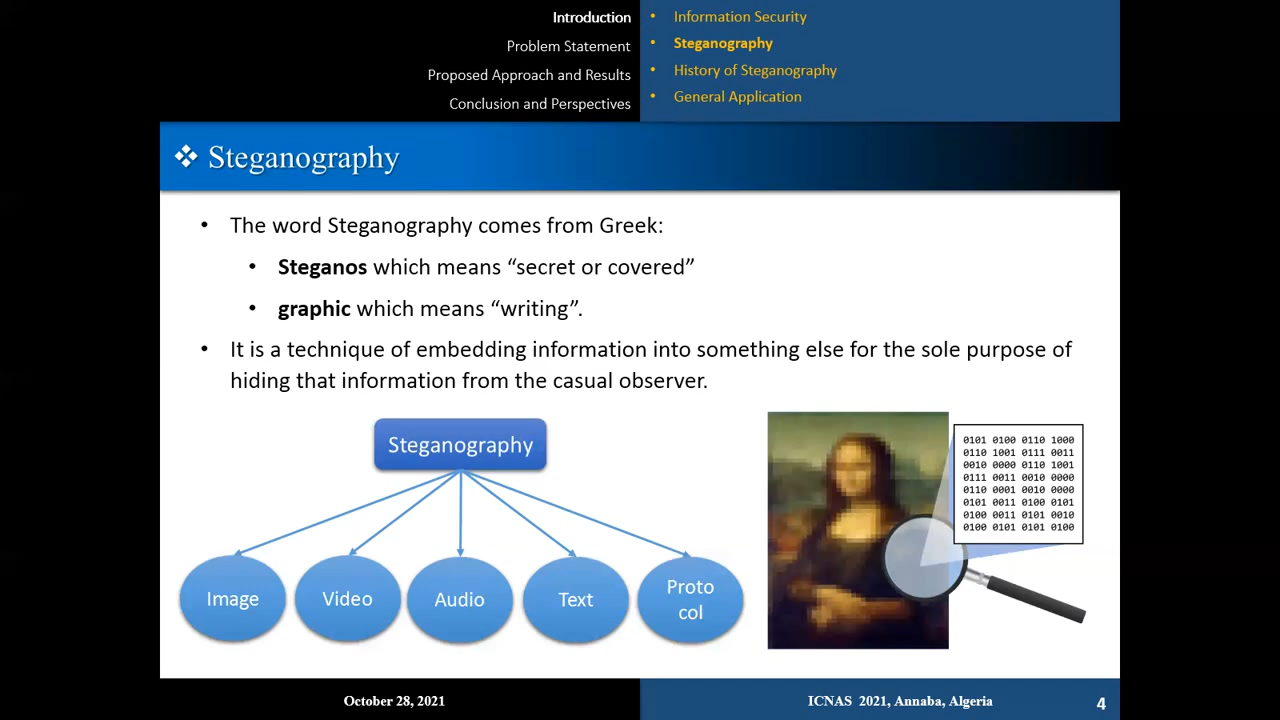 Introduction
Problem Statement
Proposed Approach and Results
Conclusion and Perspectives
• Information Security
• Steganography
• History of Steganography
• General Application
❖ Steganography
• The word Steganography comes from Greek:
• Steganos which means “secret or covered”
• graphic which means “writing”.
• It is a technique of embedding information into something else for the sole purpose of
hiding that information from the casual observer.
Steganography
Image
Video
Audio
Text
Proto
col
0101 0100 0110 1000
0110 1001 0111 0011
0010 0000 0110 1001
0111 0011 0010 0000
0110 0001 0010 0000
0101 0011 0100 0101
0100 0011 0101 0010
0100 0101 0101 0100
October 28, 2021
ICNAS 2021, Annaba, Algeria
4